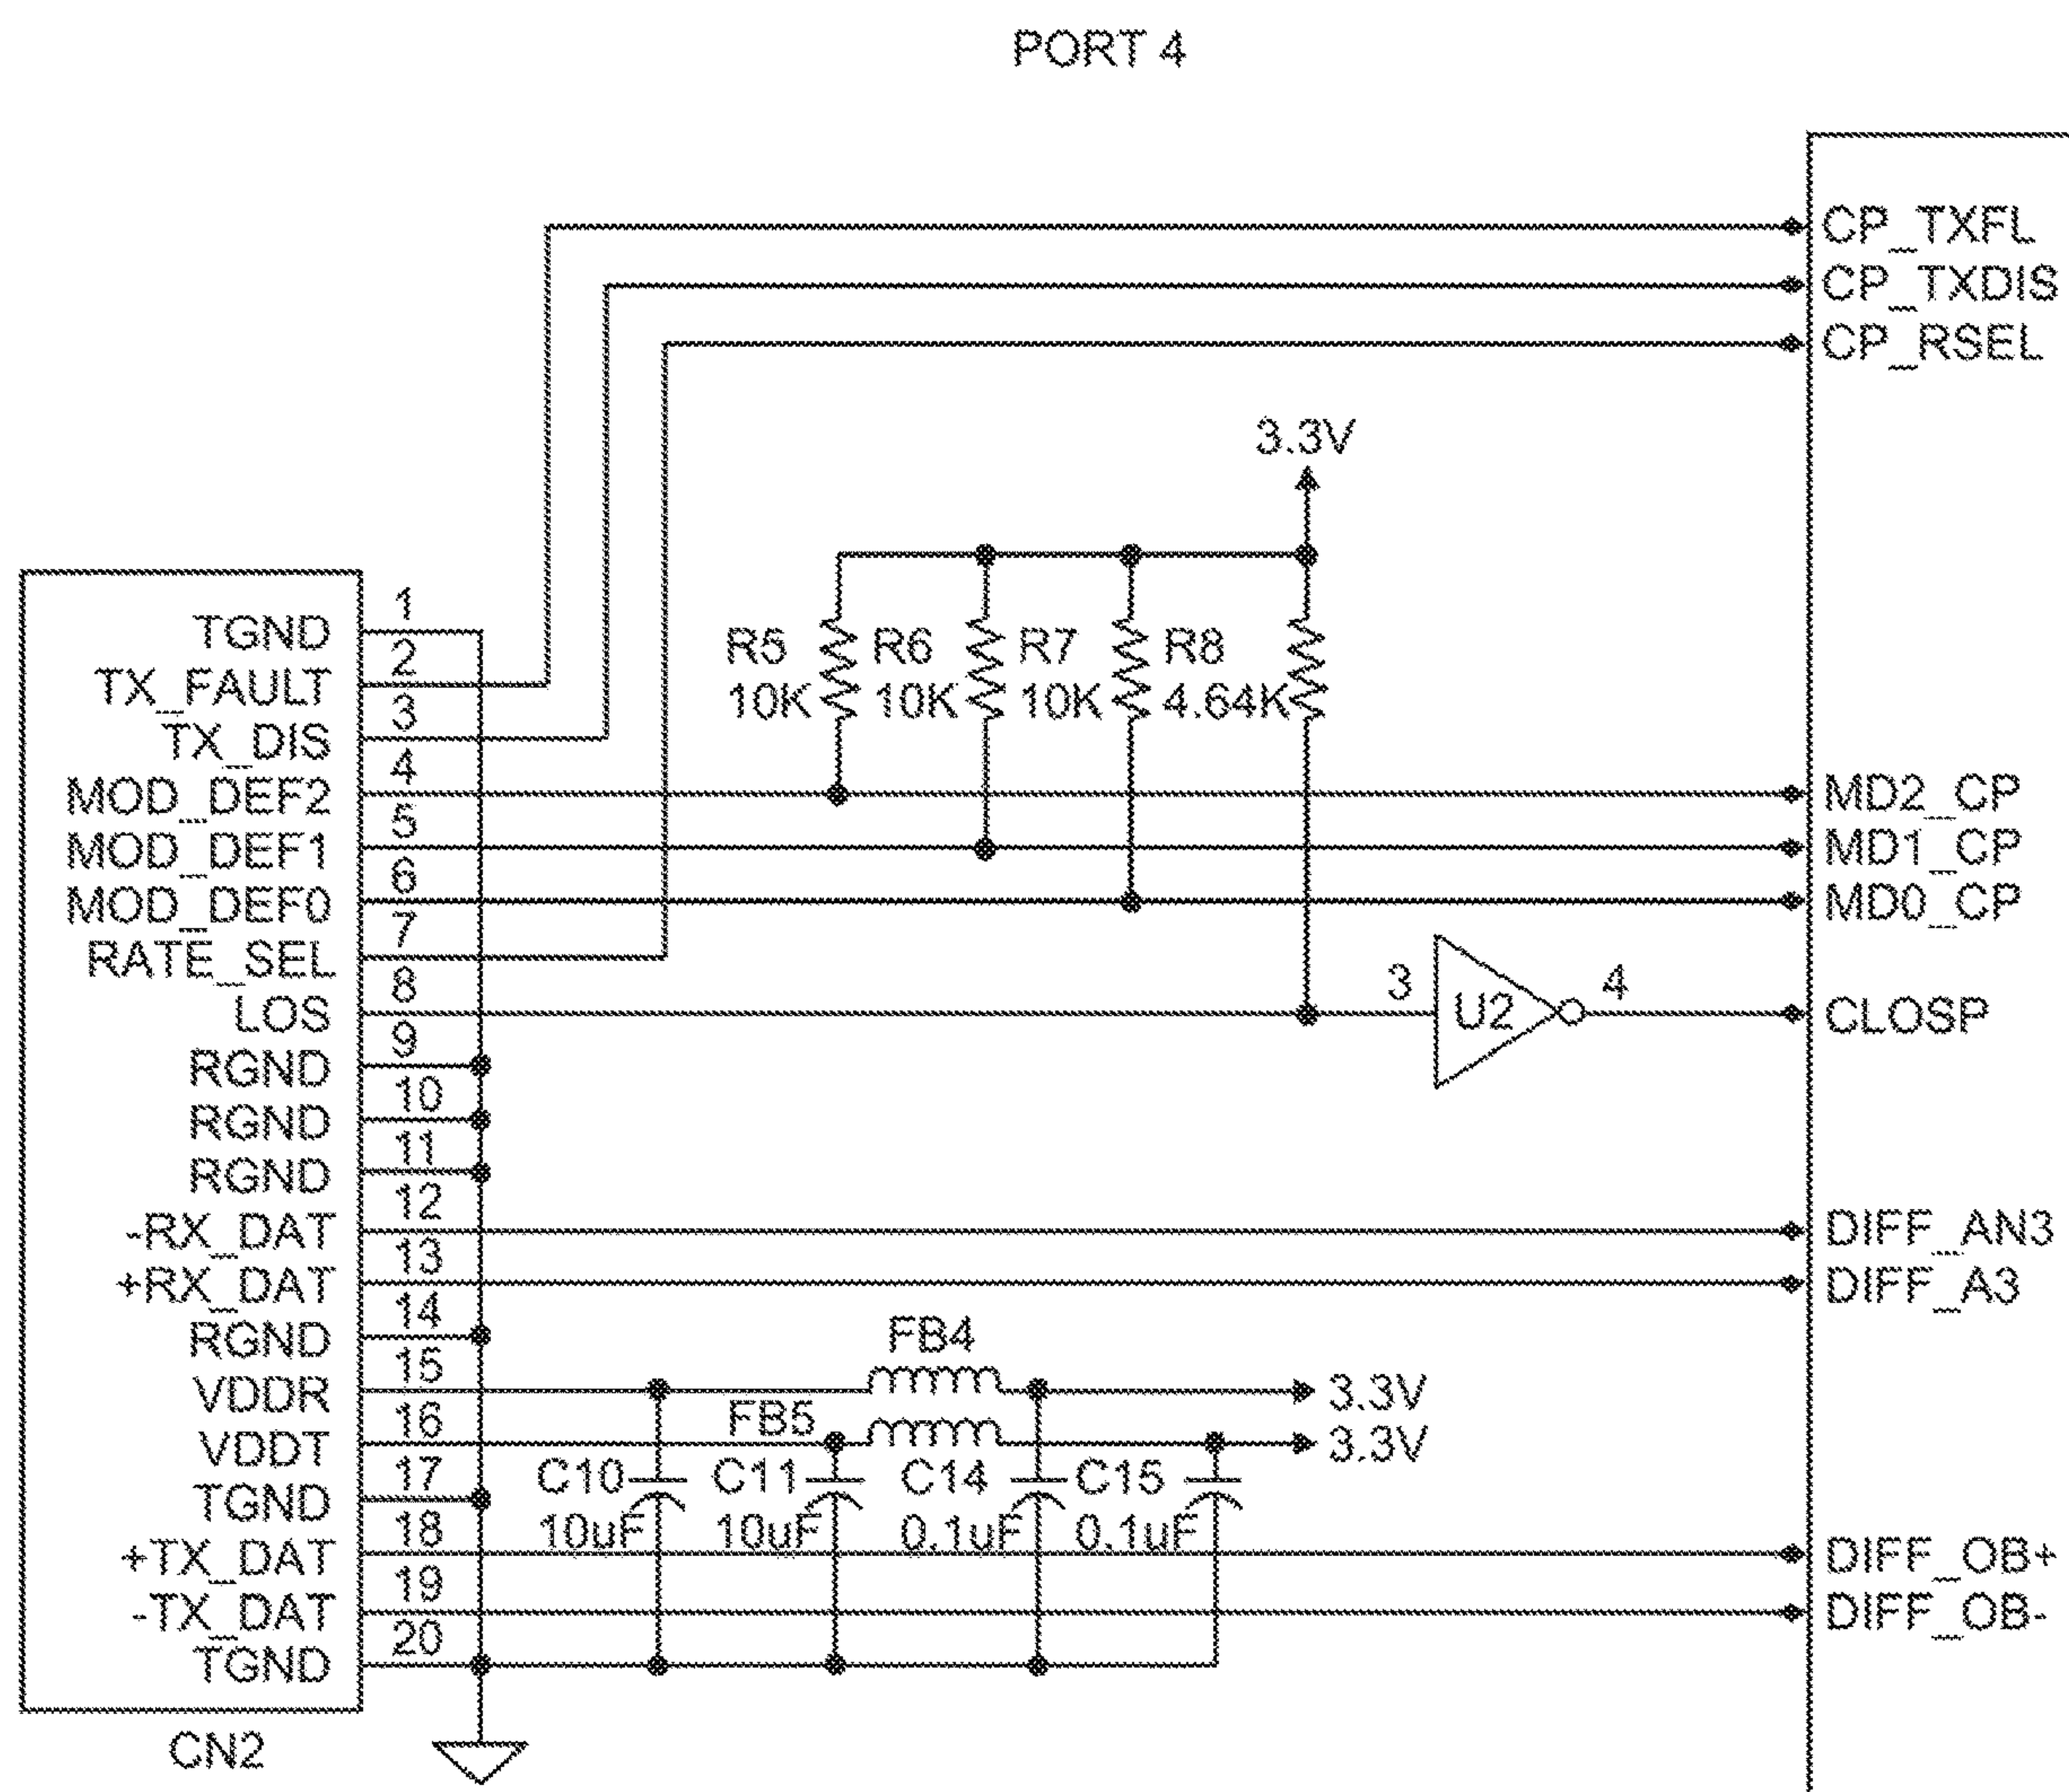 PORT 4
CP_TXFL
CP_TXDIS
CP_RSEL
3.3V
1
TGND
2
TX_FAULT
3
TX_DIS
4
MOD_DEF2
5
MOD_DEF1
6
MOD_DEF0
7
RATE_SEL
8
LOS
9
RGND
10
RGND
11
RGND
12
-RX_DAT
13
+RX_DAT
14
RGND
15
VDDR
16
VDDT
17
TGND
18
+TX_DAT
19
-TX_DAT
20
TGND
CN2
R5 R6 R7 R8
10K 10K 10K 4.64K
MD2_CP
MD1_CP
MD0_CP
3 U2 4
CLOSP
DIFF_AN3
DIFF_A3
FB4
3.3V
FB5
3.3V
C10 C11 C14 C15
10uF 10uF 0.1uF 0.1uF
DIFF_OB+
DIFF_OB-